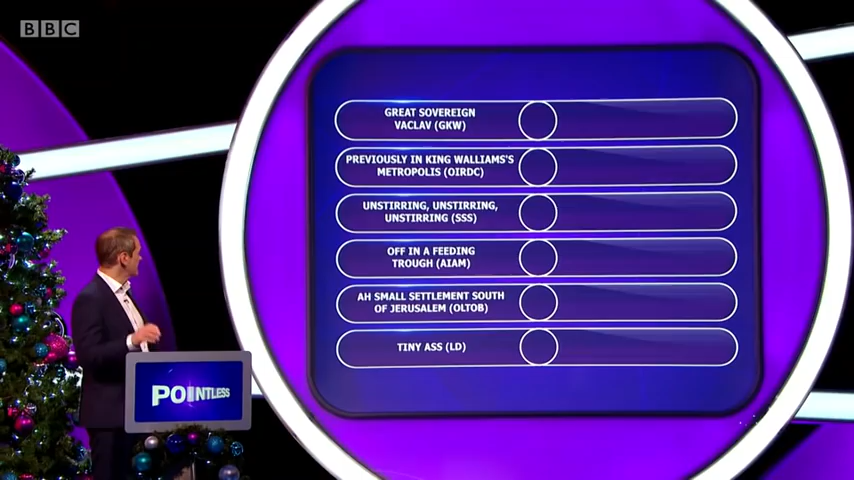 BBC
GREAT SOVEREIGN
VACLAV (GKW)
PREVIOUSLY IN KING WALLIAMS'S
METROPOLIS (OIRDC)
UNSTIRRING, UNSTIRRING,
UNSTIRRING (SSS)
OFF IN A FEEDING
TROUGH (AIAM)
AH SMALL SETTLEMENT SOUTH
OF JERUSALEM (OLTOB)
TINY ASS (LD)
POINTLESS